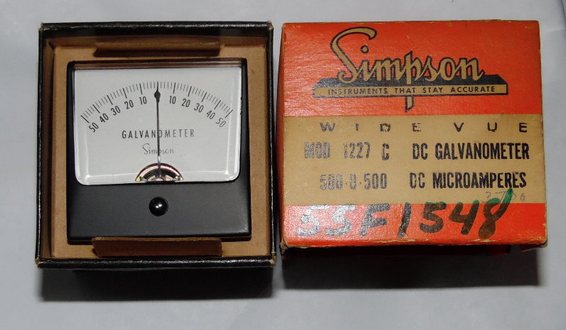 50 40 30 20 10 0 10 20 30 40 50
GALVANOMETER
Simpson
Simpson
INSTRUMENTS THAT STAY ACCURATE
WIDE VUE
MOD 1227 C DC GALVANOMETER
500-0-500 DC MICROAMPERES
SSF1548